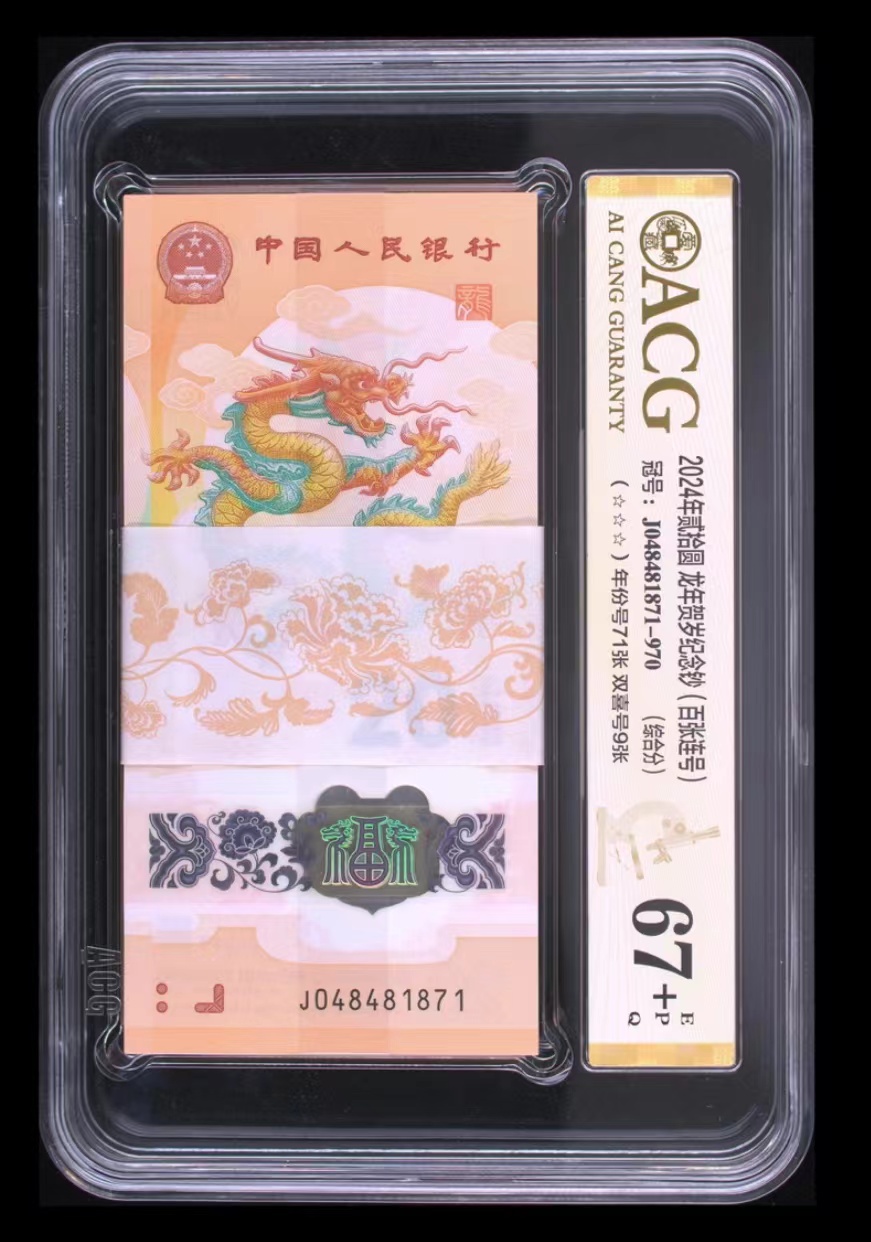 中国人民银行
龍
福
J048481871
ACG
AI CANG GUARANTY
2024年贰拾圆 龙年贺岁纪念钞（百张连号）
冠号：J048481871-970 （综合分）
（☆☆☆）年份号71张 双喜号9张
67+
E
P
Q
ACG